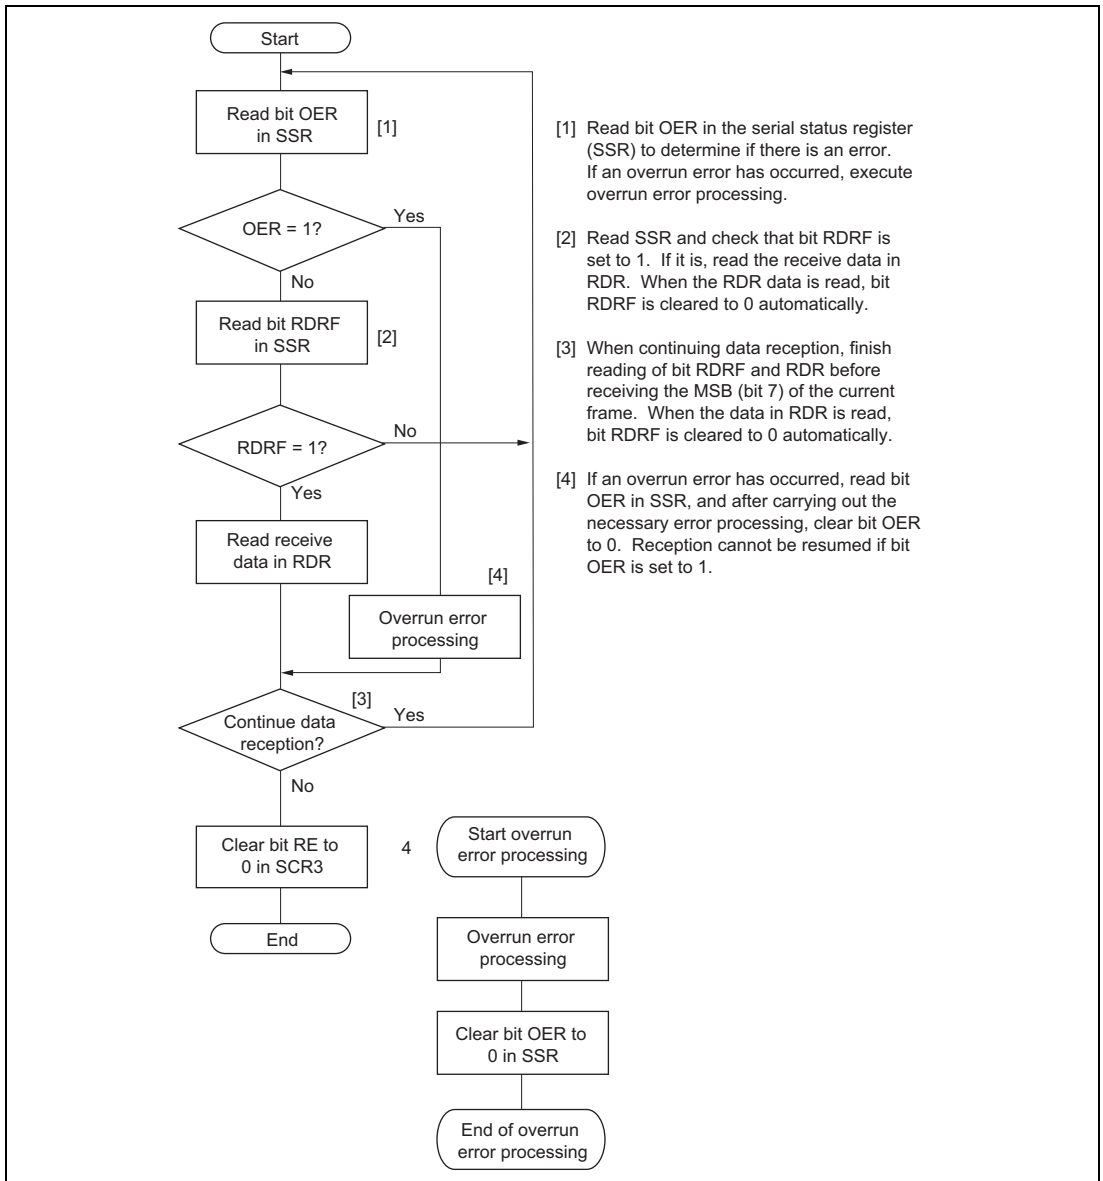 Start
Read bit OER
in SSR
[1]
OER = 1?
Yes
No
Read bit RDRF
in SSR
[2]
RDRF = 1?
No
Yes
Read receive
data in RDR
[4]
Overrun error
processing
[3]
Continue data
reception?
Yes
No
Clear bit RE to
0 in SCR3
End
4
Start overrun
error processing
Overrun error
processing
Clear bit OER to
0 in SSR
End of overrun
error processing
[1] Read bit OER in the serial status register
(SSR) to determine if there is an error.
If an overrun error has occurred, execute
overrun error processing.
[2] Read SSR and check that bit RDRF is
set to 1. If it is, read the receive data in
RDR. When the RDR data is read, bit
RDRF is cleared to 0 automatically.
[3] When continuing data reception, finish
reading of bit RDRF and RDR before
receiving the MSB (bit 7) of the current
frame. When the data in RDR is read,
bit RDRF is cleared to 0 automatically.
[4] If an overrun error has occurred, read bit
OER in SSR, and after carrying out the
necessary error processing, clear bit OER
to 0. Reception cannot be resumed if bit
OER is set to 1.